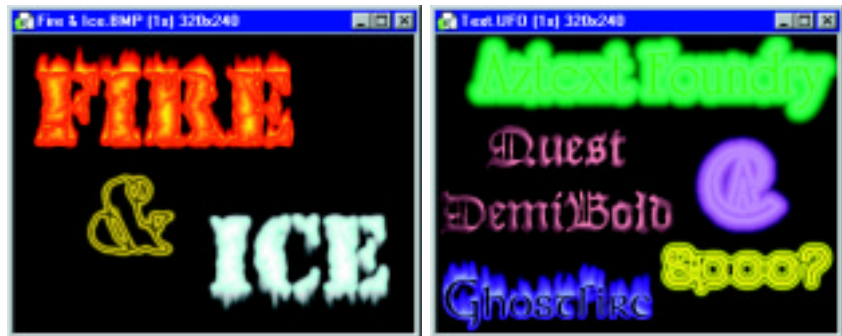 Fire & Ice.BMP (1x) 320x240
FIRE
&
ICE
Text.UFO (1x) 320x240
Aztext Foundry
Quest
DemiBold
@
Spoo?
Ghostfire